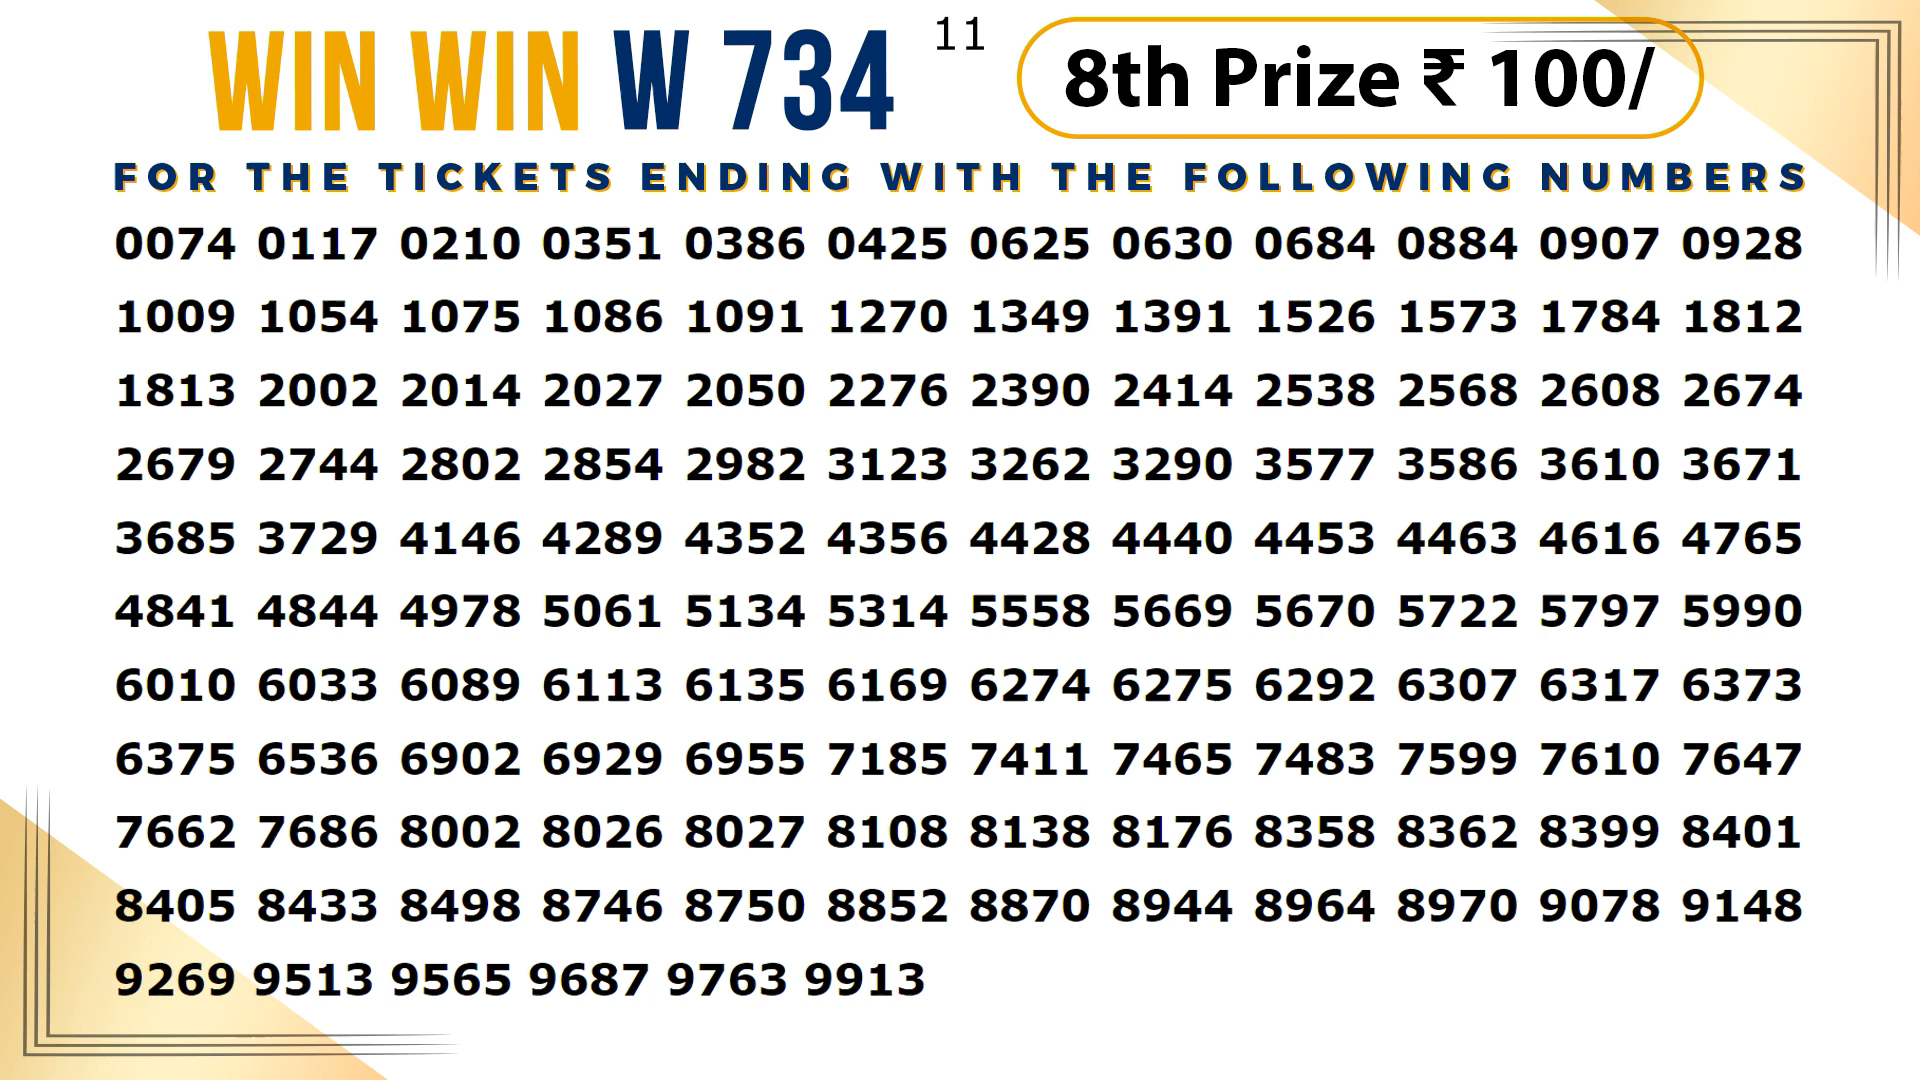 WIN WIN W 734 11 8th Prize ₹ 100/
FOR THE TICKETS ENDING WITH THE FOLLOWING NUMBERS
0074 0117 0210 0351 0386 0425 0625 0630 0684 0884 0907 0928
1009 1054 1075 1086 1091 1270 1349 1391 1526 1573 1784 1812
1813 2002 2014 2027 2050 2276 2390 2414 2538 2568 2608 2674
2679 2744 2802 2854 2982 3123 3262 3290 3577 3586 3610 3671
3685 3729 4146 4289 4352 4356 4428 4440 4453 4463 4616 4765
4841 4844 4978 5061 5134 5314 5558 5669 5670 5722 5797 5990
6010 6033 6089 6113 6135 6169 6274 6275 6292 6307 6317 6373
6375 6536 6902 6929 6955 7185 7411 7465 7483 7599 7610 7647
7662 7686 8002 8026 8027 8108 8138 8176 8358 8362 8399 8401
8405 8433 8498 8746 8750 8852 8870 8944 8964 8970 9078 9148
9269 9513 9565 9687 9763 9913